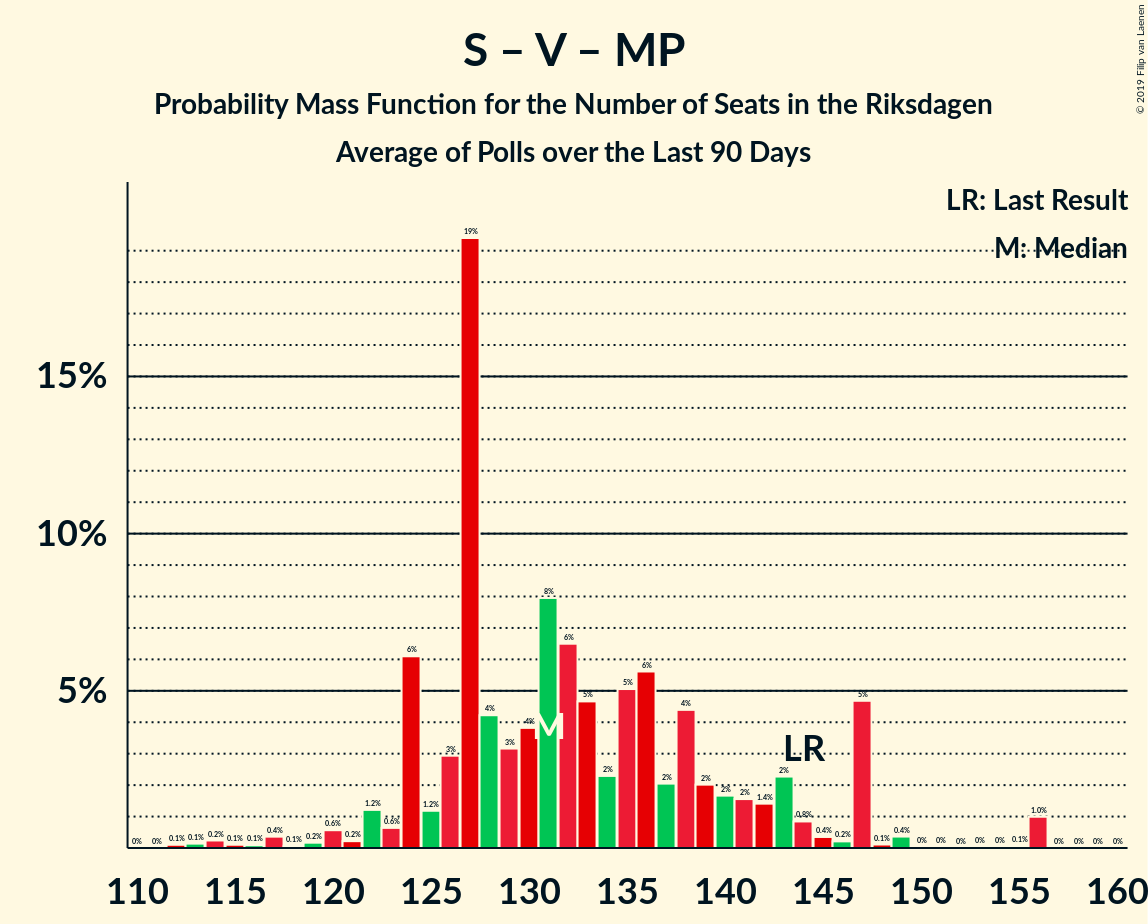 S – V – MP
Probability Mass Function for the Number of Seats in the Riksdagen
Average of Polls over the Last 90 Days
© 2019 Filip van Laenen
LR: Last Result
M: Median
15%
10%
5%
0% 0% 0.1% 0.1% 0.2% 0.1% 0.1% 0.4% 0.1% 0.2% 0.6% 0.2% 1.2% 0.6% 6% 1.2% 3% 19% 4% 3% 4% 8% 6% 5% 2% 5% 6% 2% 4% 2% 2% 2% 1.4% 2% 0.8% 0.4% 0.2% 5% 0.1% 0.4% 0% 0% 0% 0% 0% 0.1% 1.0% 0% 0% 0% 0%
M
LR
110 115 120 125 130 135 140 145 150 155 160